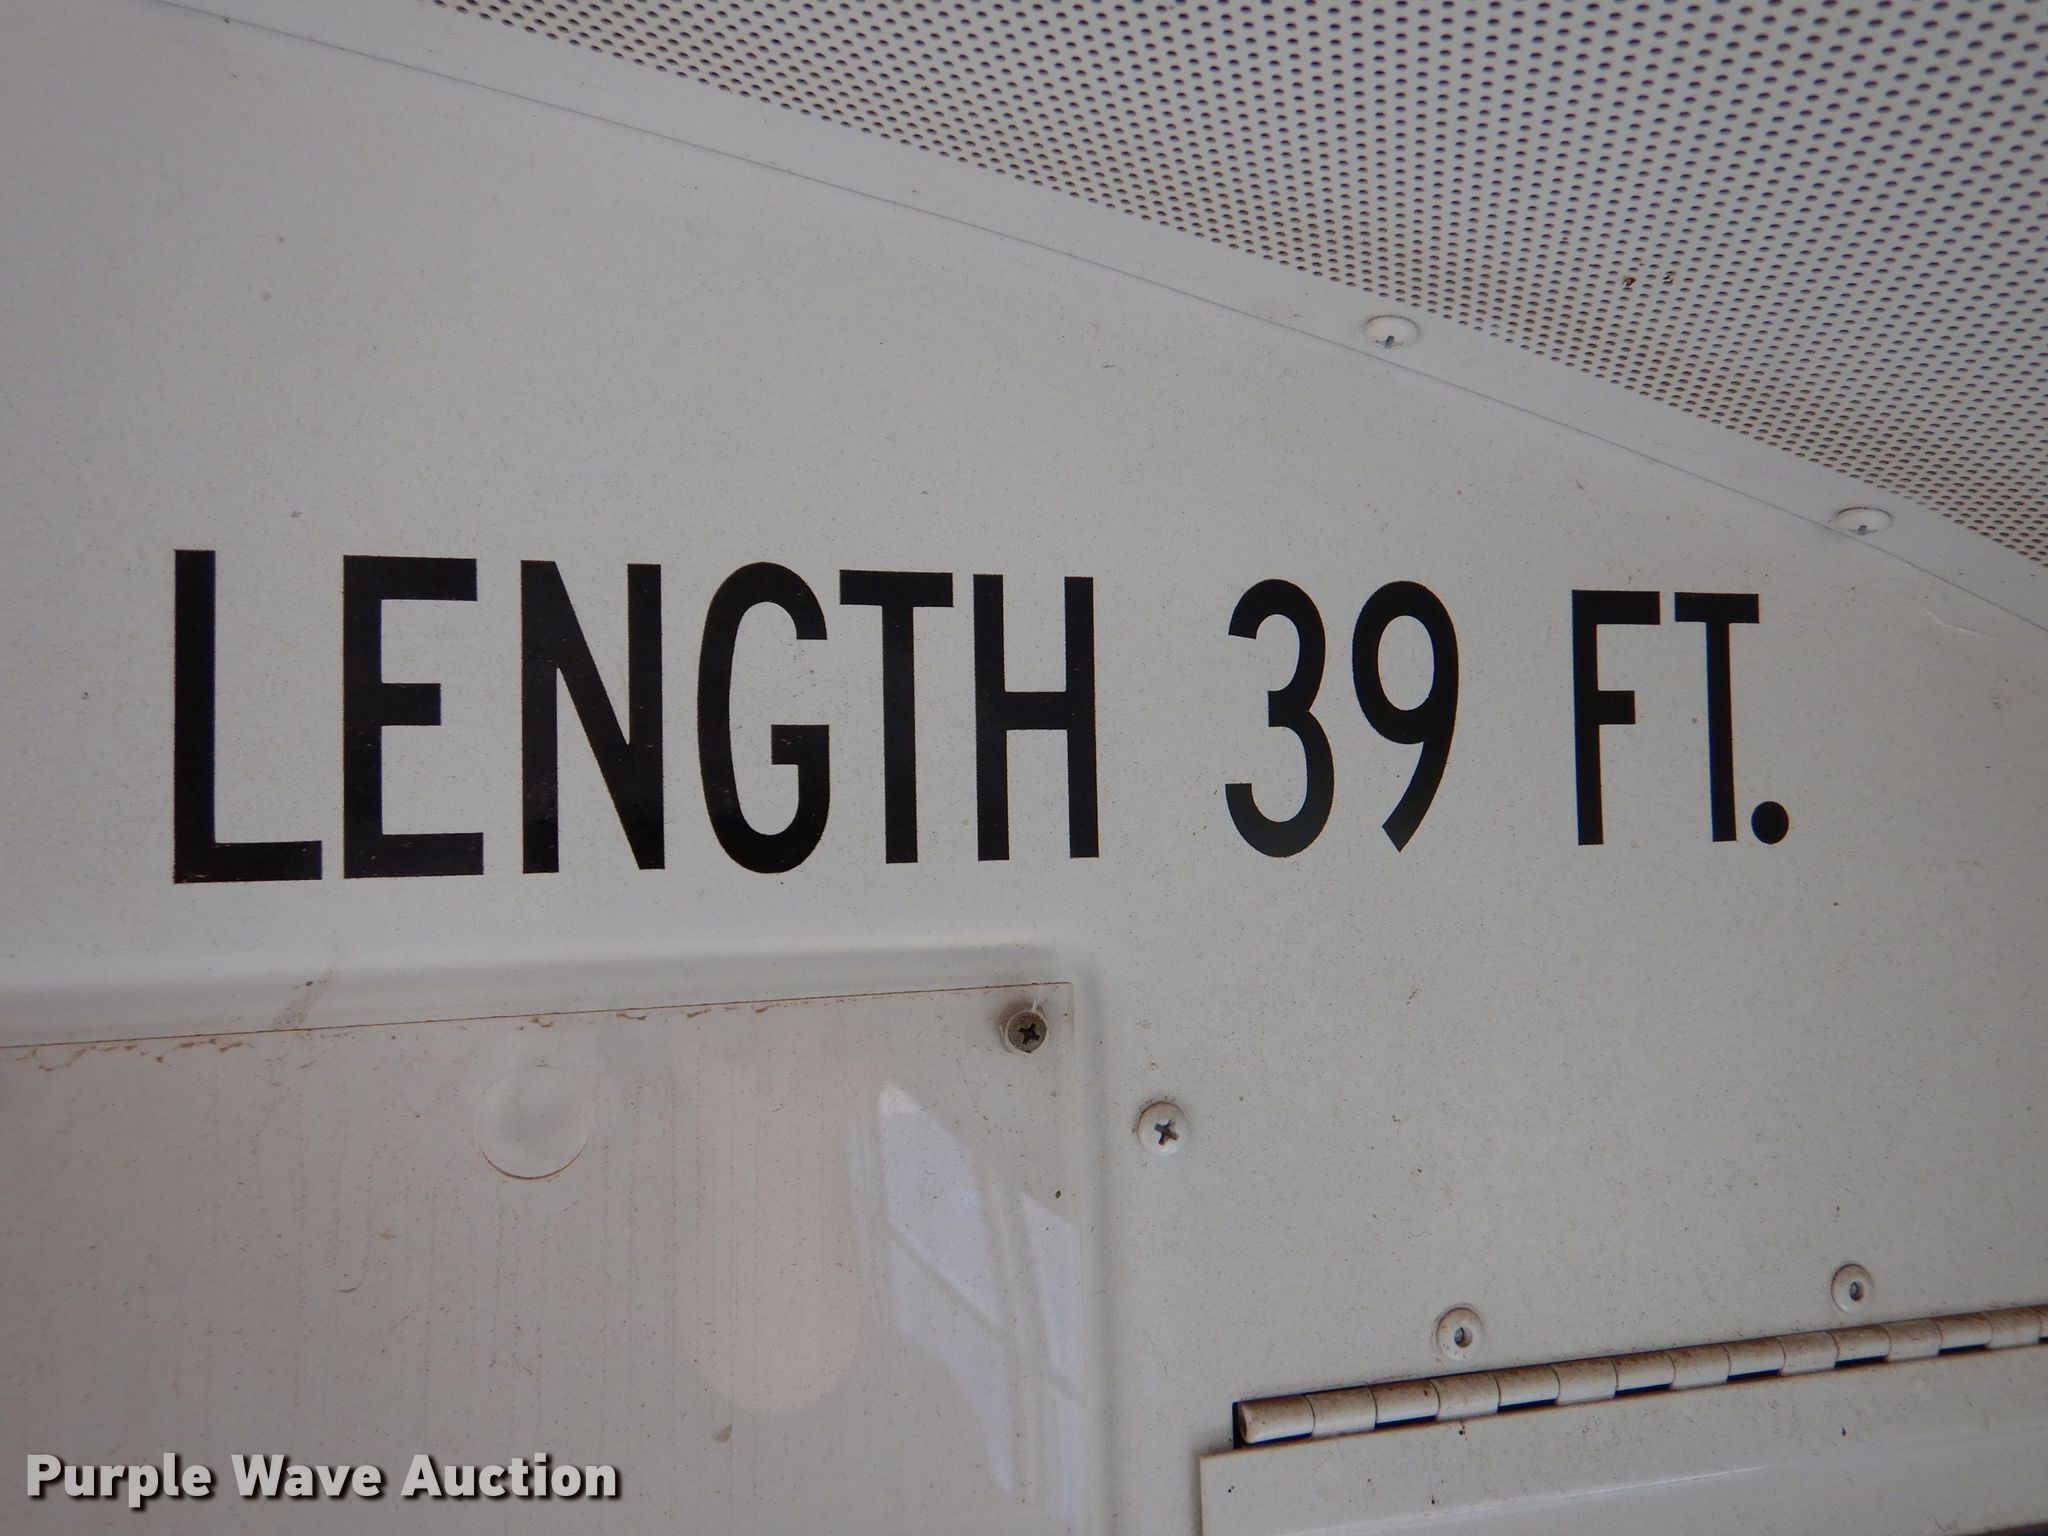 LENGTH 39 FT.
Purple Wave Auction